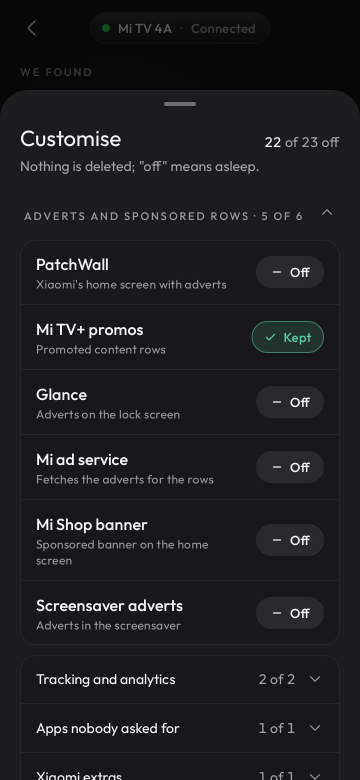 Mi TV 4A · Connected
WE FOUND
Customise
22 of 23 off
Nothing is deleted; "off" means asleep.
ADVERTS AND SPONSORED ROWS · 5 OF 6
PatchWall
Xiaomi's home screen with adverts
Off
Mi TV+ promos
Promoted content rows
Kept
Glance
Adverts on the lock screen
Off
Mi ad service
Fetches the adverts for the rows
Off
Mi Shop banner
Sponsored banner on the home
screen
Off
Screensaver adverts
Adverts in the screensaver
Off
Tracking and analytics
2 of 2
Apps nobody asked for
1 of 1
Xiaomi extras
1 of 1